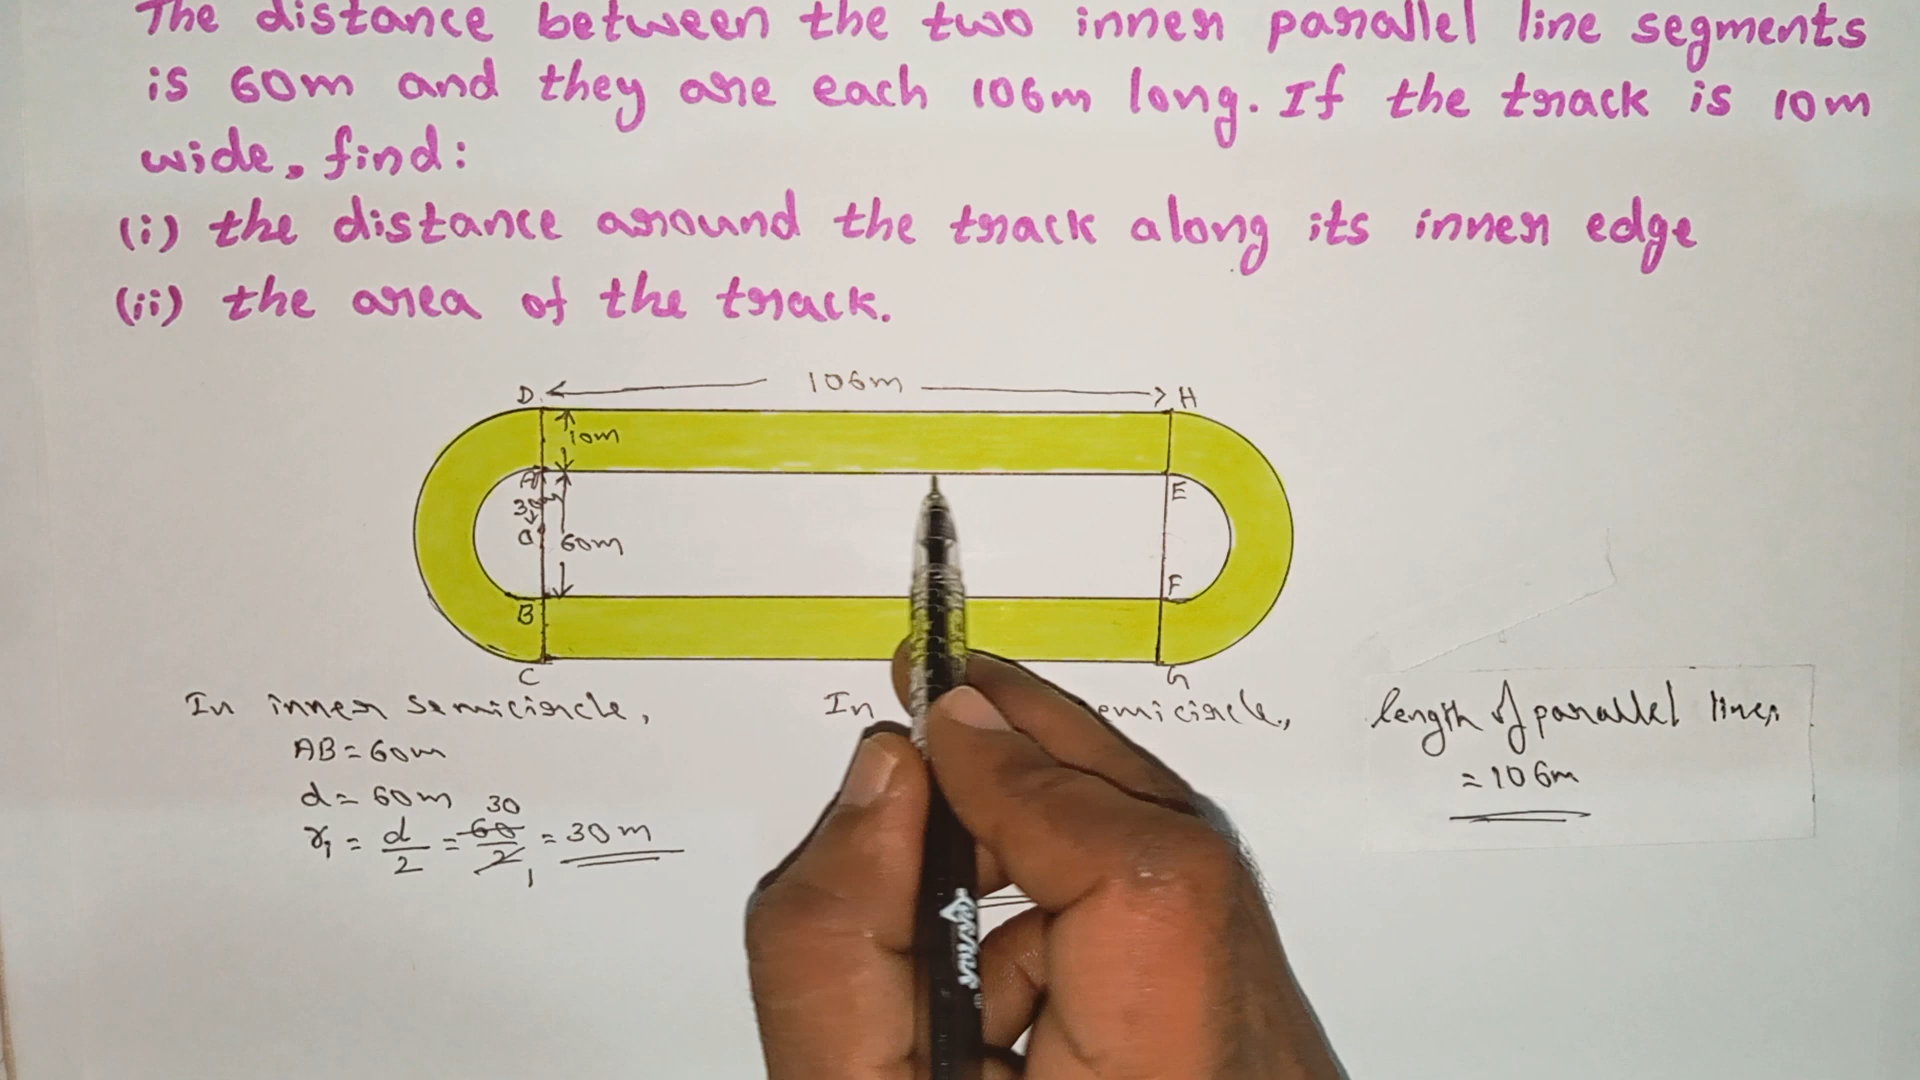 The distance between the two inner parallel line segments
is 60m and they are each 106m long. If the track is 10m
wide, find:
(i) the distance around the track along its inner edge
(ii) the area of the track.
D 106m H
10m
A
30m
E
O 60m
F
B
C G
In inner semicircle,
AB = 60m
d = 60m
r₁ = d/2 = 60/2 = 30m
30
1
In semicircle,
length of parallel lines
= 106m